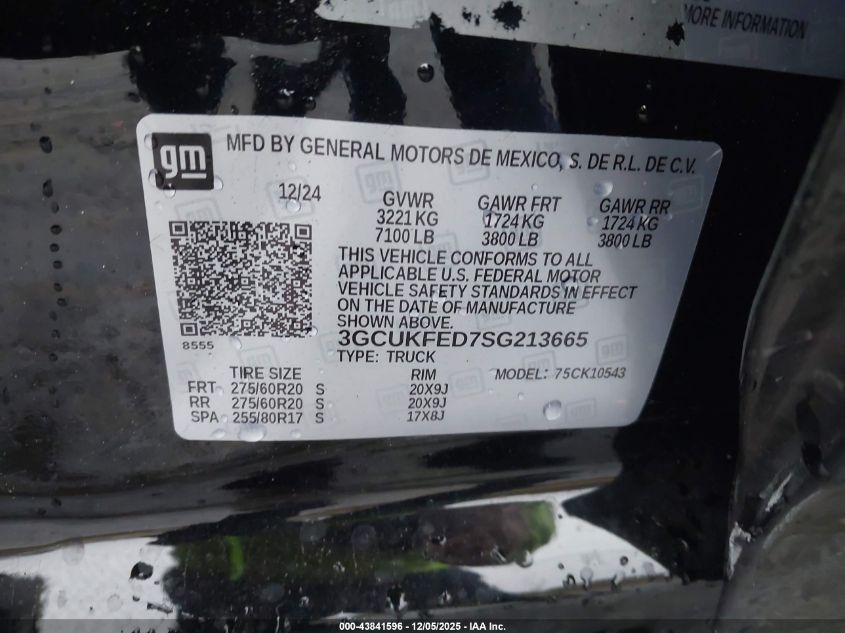 MORE INFORMATION
gm
MFD BY GENERAL MOTORS DE MEXICO, S. DE R.L. DE C.V.
12/24
GVWR GAWR FRT GAWR RR
3221 KG 1724 KG 1724 KG
7100 LB 3800 LB 3800 LB
THIS VEHICLE CONFORMS TO ALL
APPLICABLE U.S. FEDERAL MOTOR
VEHICLE SAFETY STANDARDS IN EFFECT
ON THE DATE OF MANUFACTURE
SHOWN ABOVE.
8555
3GCUKFED7SG213665
TYPE: TRUCK
TIRE SIZE RIM MODEL: 75CK10543
FRT 275/60R20 S 20X9J
RR 275/60R20 S 20X9J
SPA 255/80R17 S 17X8J
000-43841596 - 12/05/2025 - IAA Inc.